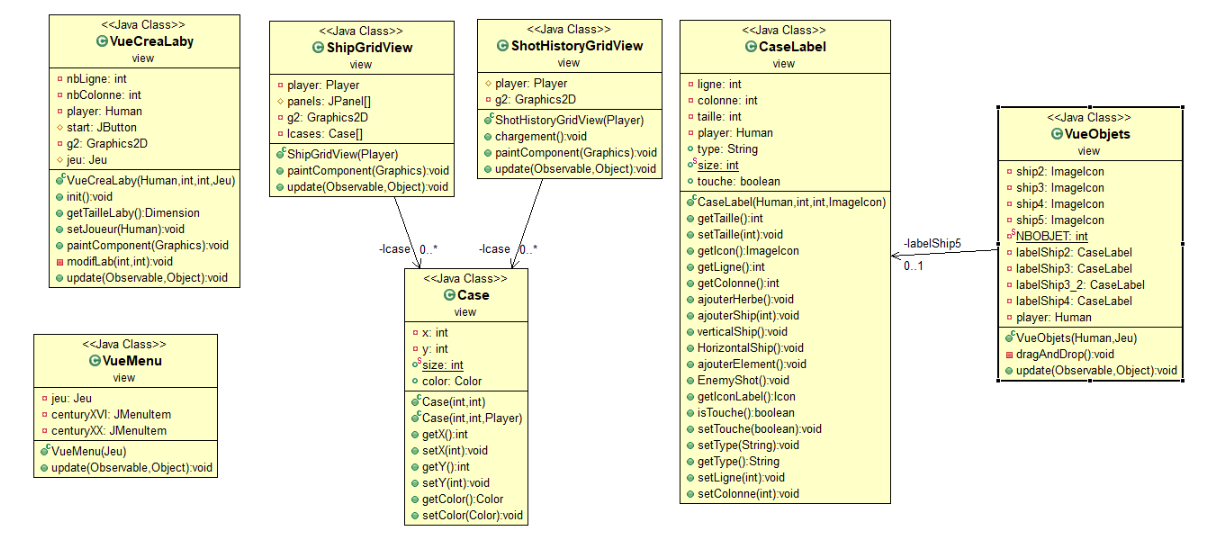 <<Java Class>>
VueCreaLaby
view
nbLigne: int
nbColonne: int
player: Human
start: JButton
g2: Graphics2D
jeu: Jeu
VueCreaLaby(Human,int,int,Jeu)
init():void
getTailleLaby():Dimension
setJoueur(Human):void
paintComponent(Graphics):void
modifLab(int,int):void
update(Observable,Object):void
<<Java Class>>
ShipGridView
view
player: Player
panels: JPanel[]
g2: Graphics2D
lcases: Case[]
ShipGridView(Player)
paintComponent(Graphics):void
update(Observable,Object):void
<<Java Class>>
ShotHistoryGridView
view
player: Player
g2: Graphics2D
ShotHistoryGridView(Player)
chargement():void
paintComponent(Graphics):void
update(Observable,Object):void
<<Java Class>>
CaseLabel
view
ligne: int
colonne: int
taille: int
player: Human
type: String
size: int
touche: boolean
CaseLabel(Human,int,int,ImageIcon)
getTaille():int
setTaille(int):void
getIcon():ImageIcon
getLigne():int
getColonne():int
ajouterHerbe():void
ajouterShip(int):void
verticalShip():void
HorizontalShip():void
ajouterElement():void
EnemyShot():void
getIconLabel():Icon
isTouche():boolean
setTouche(boolean):void
setType(String):void
getType():String
setLigne(int):void
setColonne(int):void
<<Java Class>>
VueObjets
view
ship2: ImageIcon
ship3: ImageIcon
ship4: ImageIcon
ship5: ImageIcon
NBOBJET: int
labelShip2: CaseLabel
labelShip3: CaseLabel
labelShip3_2: CaseLabel
labelShip4: CaseLabel
player: Human
VueObjets(Human,Jeu)
dragAndDrop():void
update(Observable,Object):void
-labelShip5
0..1
-lcase 0..*
-lcase 0..*
<<Java Class>>
Case
view
x: int
y: int
size: int
color: Color
Case(int,int)
Case(int,int,Player)
getX():int
setX(int):void
getY():int
setY(int):void
getColor():Color
setColor(Color):void
<<Java Class>>
VueMenu
view
jeu: Jeu
centuryXVI: JMenuItem
centuryXX: JMenuItem
VueMenu(Jeu)
update(Observable,Object):void